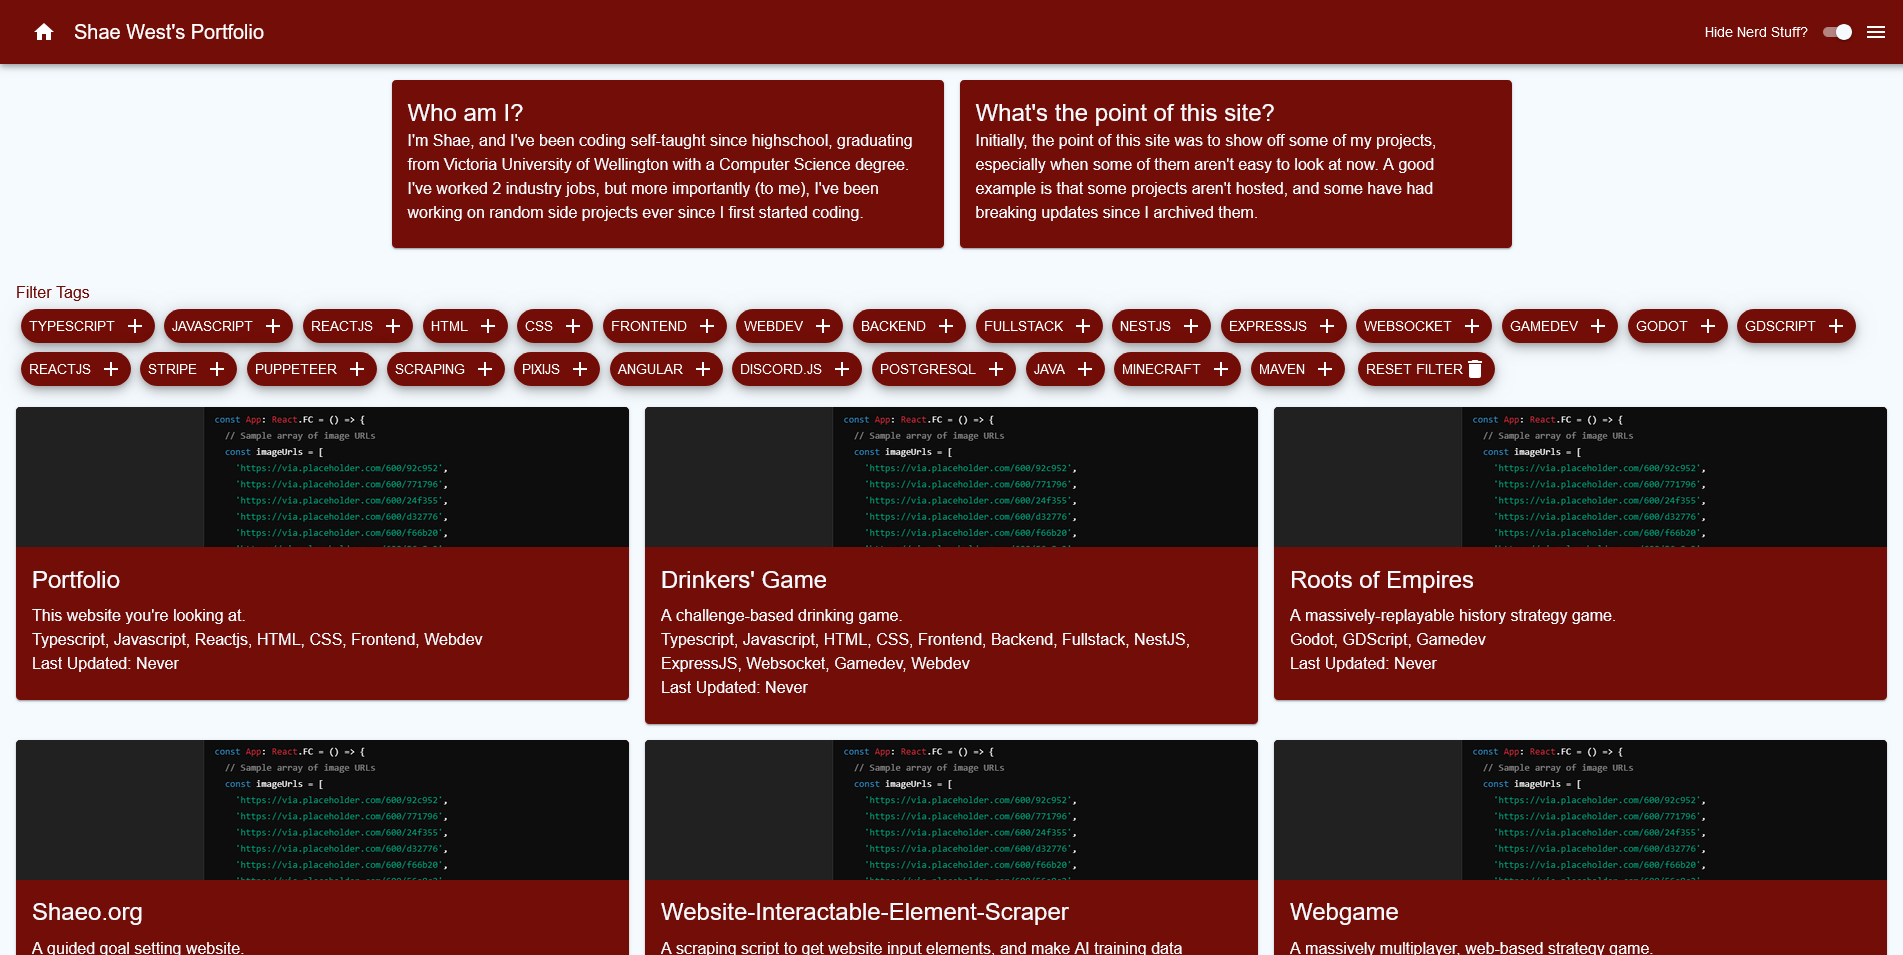 Shae West's Portfolio
Hide Nerd Stuff?
Who am I?
I'm Shae, and I've been coding self-taught since highschool, graduating
from Victoria University of Wellington with a Computer Science degree.
I've worked 2 industry jobs, but more importantly (to me), I've been
working on random side projects ever since I first started coding.
What's the point of this site?
Initially, the point of this site was to show off some of my projects,
especially when some of them aren't easy to look at now. A good
example is that some projects aren't hosted, and some have had
breaking updates since I archived them.
Filter Tags
TYPESCRIPT + JAVASCRIPT + REACTJS + HTML + CSS + FRONTEND + WEBDEV + BACKEND + FULLSTACK + NESTJS + EXPRESSJS + WEBSOCKET + GAMEDEV + GODOT + GDSCRIPT +
REACTJS + STRIPE + PUPPETEER + SCRAPING + PIXIJS + ANGULAR + DISCORD.JS + POSTGRESQL + JAVA + MINECRAFT + MAVEN + RESET FILTER
const App: React.FC = () => {
// Sample array of image URLs
const imageUrls = [
'https://via.placeholder.com/600/92c952',
'https://via.placeholder.com/600/771796',
'https://via.placeholder.com/600/24f355',
'https://via.placeholder.com/600/d32776',
'https://via.placeholder.com/600/f66b20',
Portfolio
This website you're looking at.
Typescript, Javascript, Reactjs, HTML, CSS, Frontend, Webdev
Last Updated: Never
const App: React.FC = () => {
// Sample array of image URLs
const imageUrls = [
'https://via.placeholder.com/600/92c952',
'https://via.placeholder.com/600/771796',
'https://via.placeholder.com/600/24f355',
'https://via.placeholder.com/600/d32776',
'https://via.placeholder.com/600/f66b20',
Drinkers' Game
A challenge-based drinking game.
Typescript, Javascript, HTML, CSS, Frontend, Backend, Fullstack, NestJS,
ExpressJS, Websocket, Gamedev, Webdev
Last Updated: Never
const App: React.FC = () => {
// Sample array of image URLs
const imageUrls = [
'https://via.placeholder.com/600/92c952',
'https://via.placeholder.com/600/771796',
'https://via.placeholder.com/600/24f355',
'https://via.placeholder.com/600/d32776',
'https://via.placeholder.com/600/f66b20',
Roots of Empires
A massively-replayable history strategy game.
Godot, GDScript, Gamedev
Last Updated: Never
const App: React.FC = () => {
// Sample array of image URLs
const imageUrls = [
'https://via.placeholder.com/600/92c952',
'https://via.placeholder.com/600/771796',
'https://via.placeholder.com/600/24f355',
'https://via.placeholder.com/600/d32776',
'https://via.placeholder.com/600/f66b20',
Shaeo.org
A guided goal setting website.
const App: React.FC = () => {
// Sample array of image URLs
const imageUrls = [
'https://via.placeholder.com/600/92c952',
'https://via.placeholder.com/600/771796',
'https://via.placeholder.com/600/24f355',
'https://via.placeholder.com/600/d32776',
'https://via.placeholder.com/600/f66b20',
Website-Interactable-Element-Scraper
A scraping script to get website input elements, and make AI training data
const App: React.FC = () => {
// Sample array of image URLs
const imageUrls = [
'https://via.placeholder.com/600/92c952',
'https://via.placeholder.com/600/771796',
'https://via.placeholder.com/600/24f355',
'https://via.placeholder.com/600/d32776',
'https://via.placeholder.com/600/f66b20',
Webgame
A massively multiplayer, web-based strategy game.